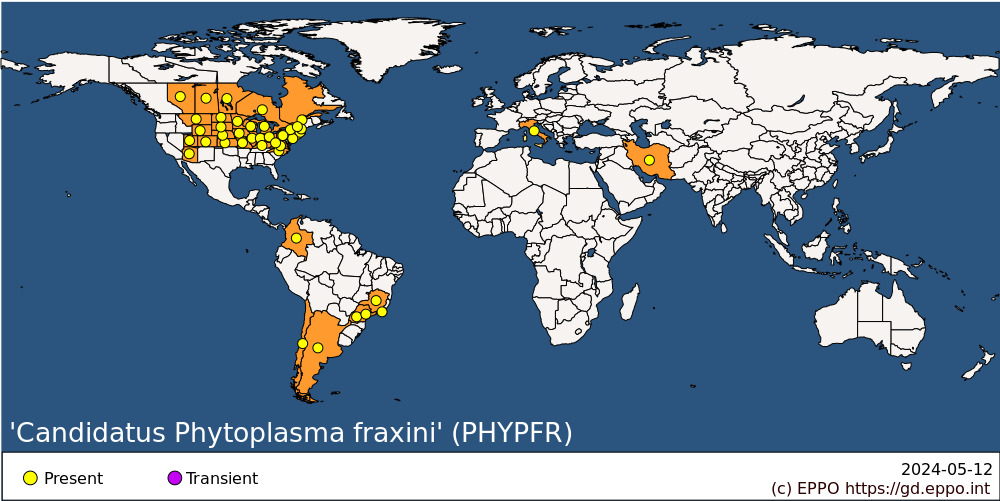 'Candidatus Phytoplasma fraxini' (PHYPFR)
Present
Transient
2024-05-12
(c) EPPO https://gd.eppo.int